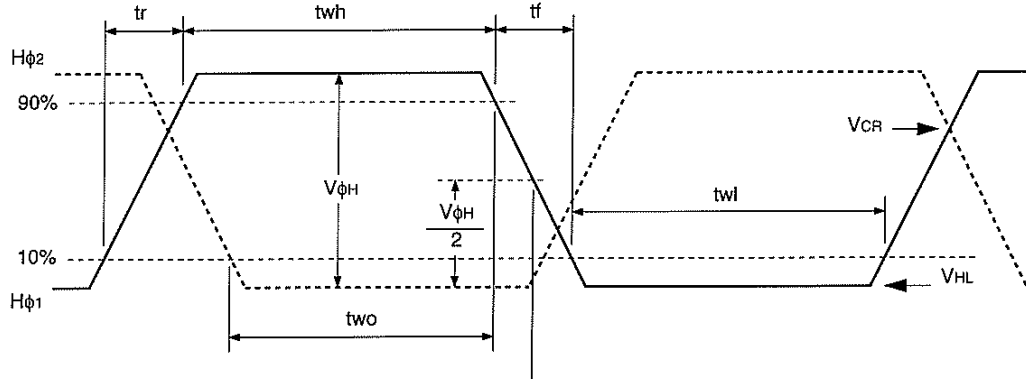 tr
twh
tf
Hϕ2
90%
VCR
VϕH
VϕH
2
twl
10%
VHL
Hϕ1
two